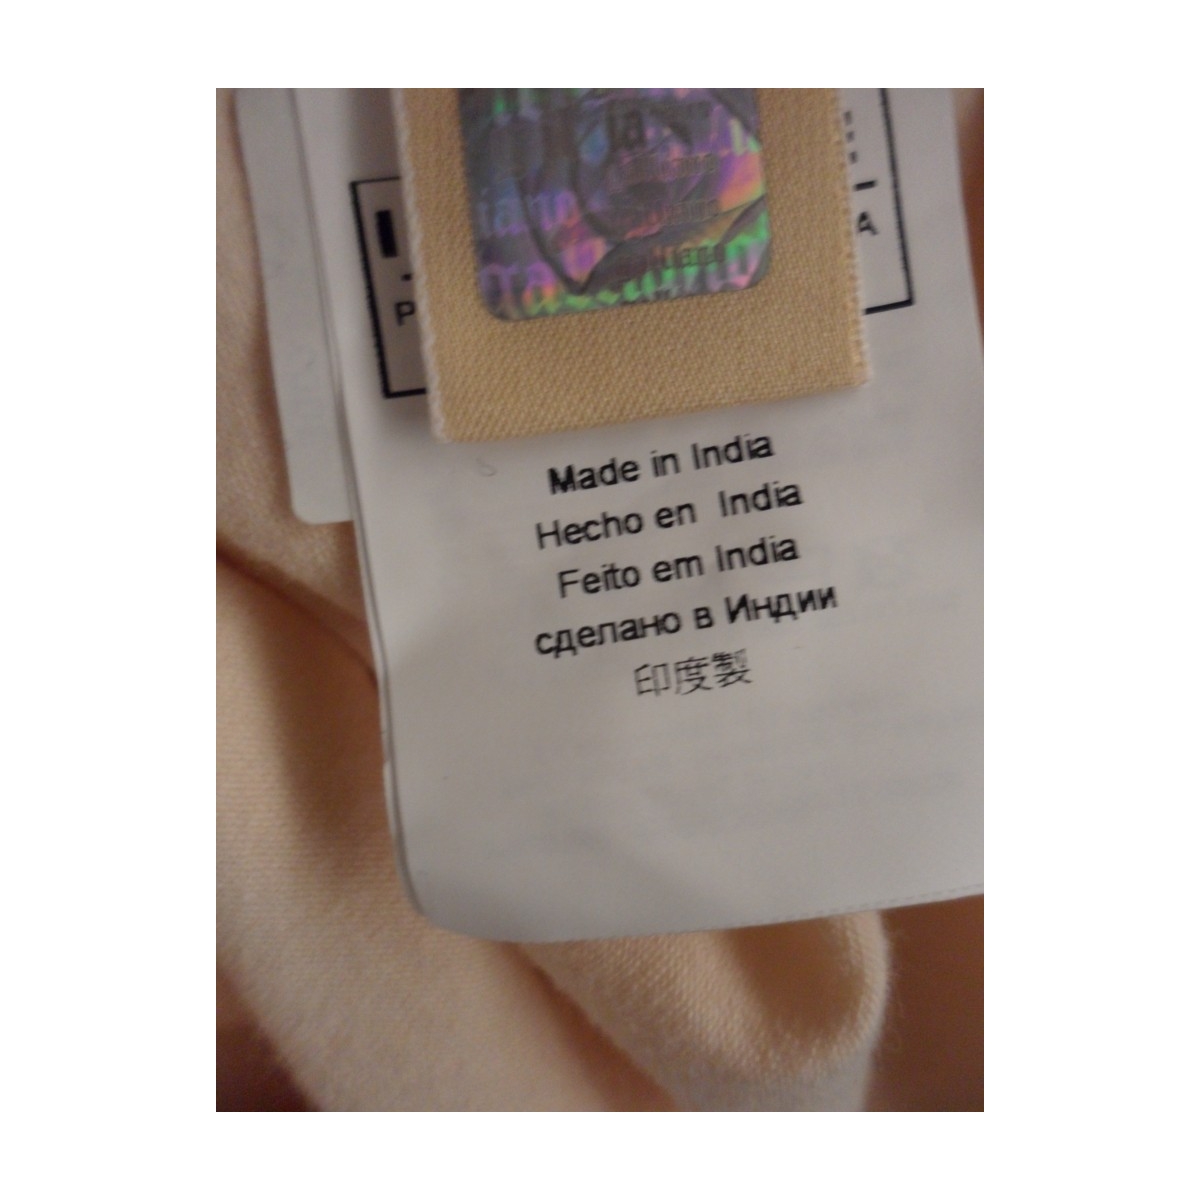 P
A
Made in India
Hecho en India
Feito em India
сделано в Индии
印度製